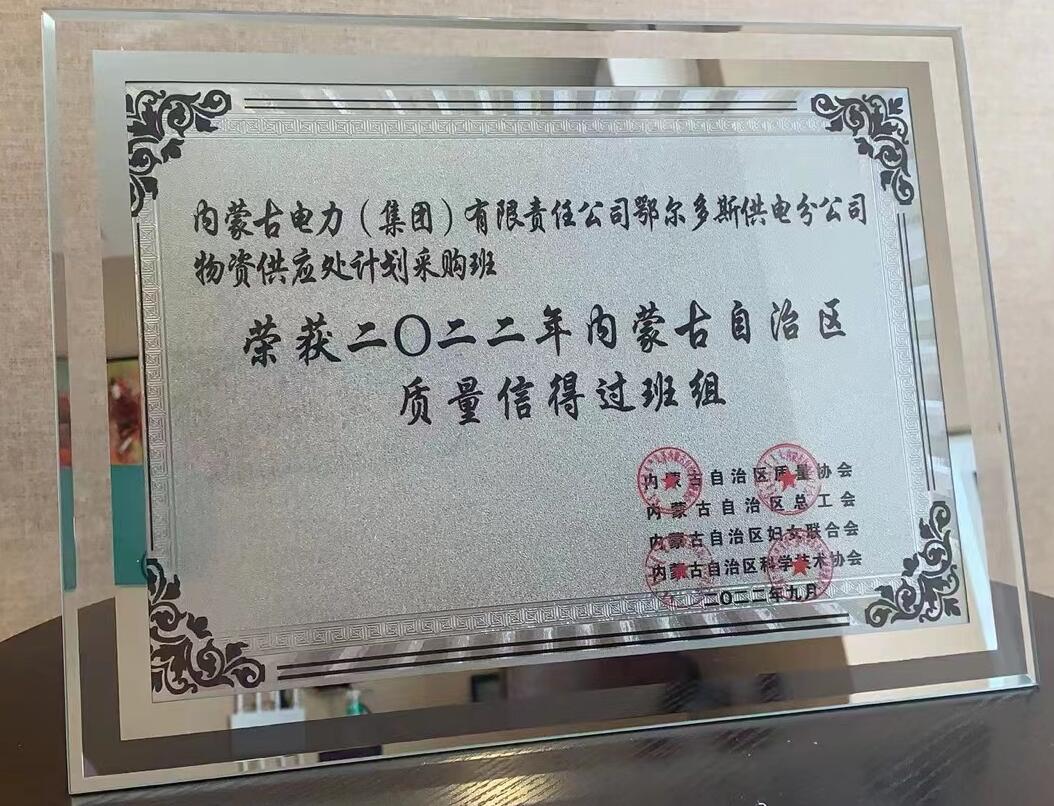 内蒙古电力（集团）有限责任公司鄂尔多斯供电分公司
物资供应处计划采购班
荣获二〇二二年内蒙古自治区
质量信得过班组
内蒙古自治区质量协会
内蒙古自治区总工会
内蒙古自治区妇女联合会
内蒙古自治区科学技术协会
二〇二二年九月